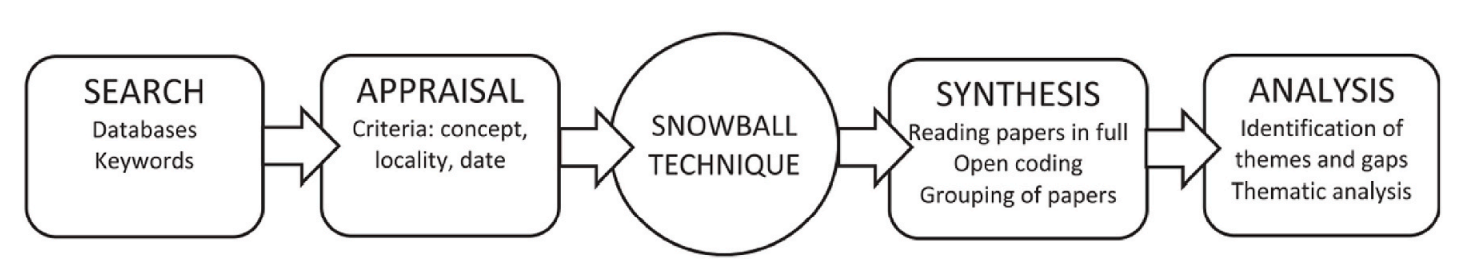 SEARCH
Databases
Keywords
APPRAISAL
Criteria: concept,
locality, date
SNOWBALL
TECHNIQUE
SYNTHESIS
Reading papers in full
Open coding
Grouping of papers
ANALYSIS
Identification of
themes and gaps
Thematic analysis